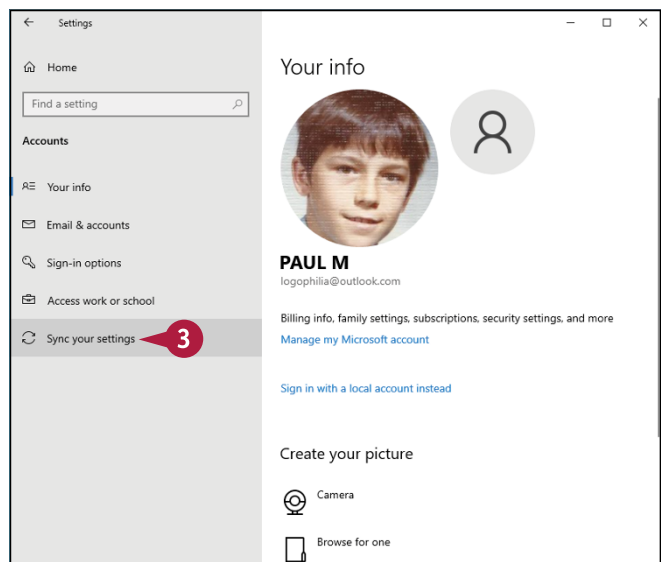 Settings
Home
Find a setting
Accounts
Your info
Email & accounts
Sign-in options
Access work or school
Sync your settings
3
Your info
PAUL M
logophilia@outlook.com
Billing info, family settings, subscriptions, security settings, and more
Manage my Microsoft account
Sign in with a local account instead
Create your picture
Camera
Browse for one